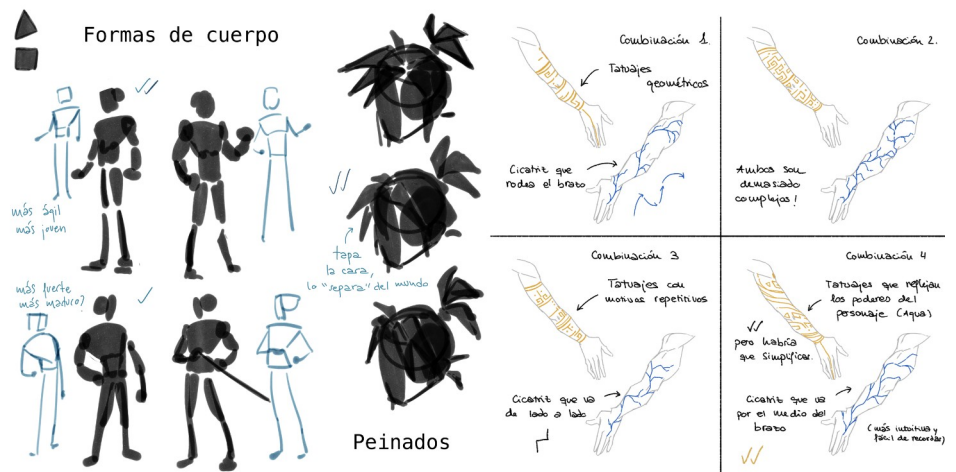 Formas de cuerpo
más ágil
más joven
más fuerte
más maduro?
tapa
la cara,
lo "separa" del mundo
Peinados
Combinación 1.
Tatuajes
geométricos
Cicatriz que
rodea el brazo
Combinación 2.
Ambos son
demasiado
complejos!
Combinación 3
Tatuajes con
motivos repetitivos
Cicatriz que va
de lado a lado
Combinación 4
Tatuajes que reflejan
los poderes del
personaje (Agua)
pero habría
que simplificar.
Cicatriz que va
por el medio del
brazo
(más intuitiva y
fácil de recordar)